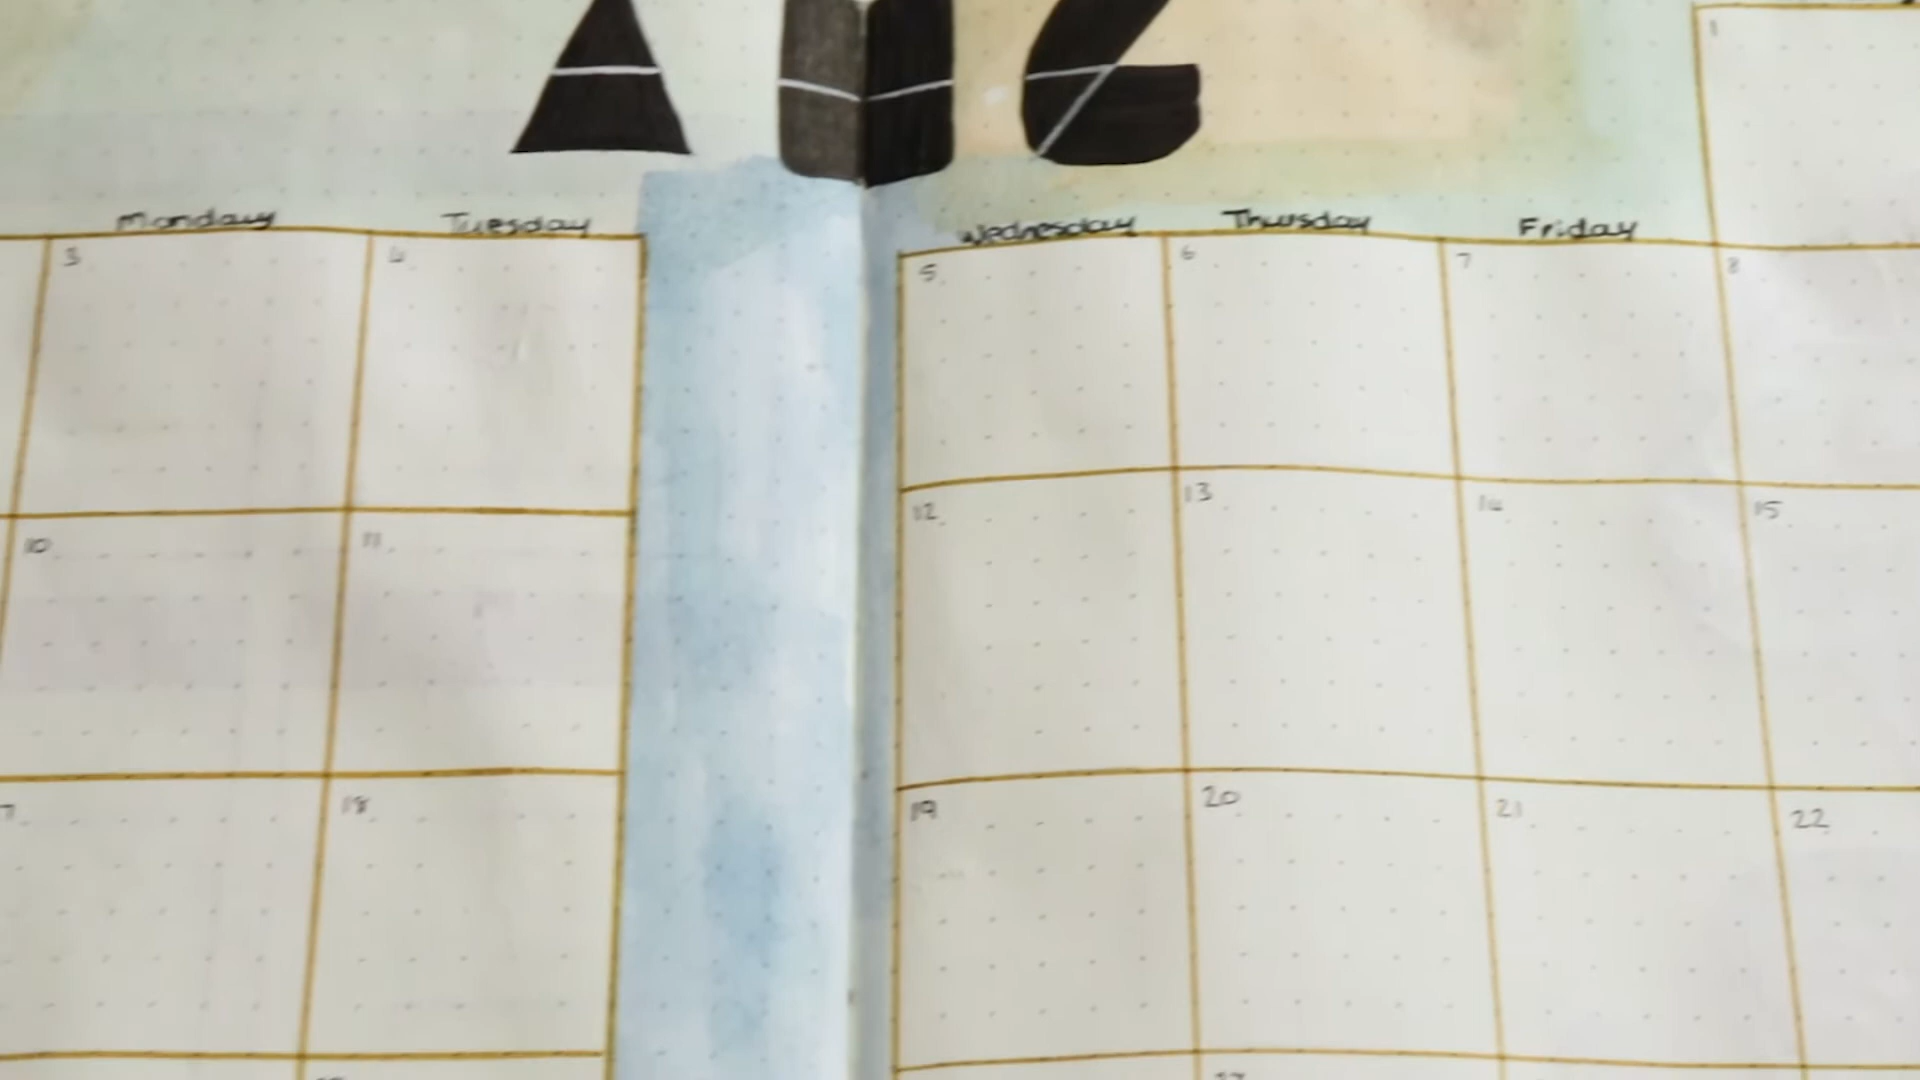 AUG
1
Monday Tuesday Wednesday Thursday Friday
3 4 5 6 7 8
10 11 12 13 14 15
18 19 20 21 22